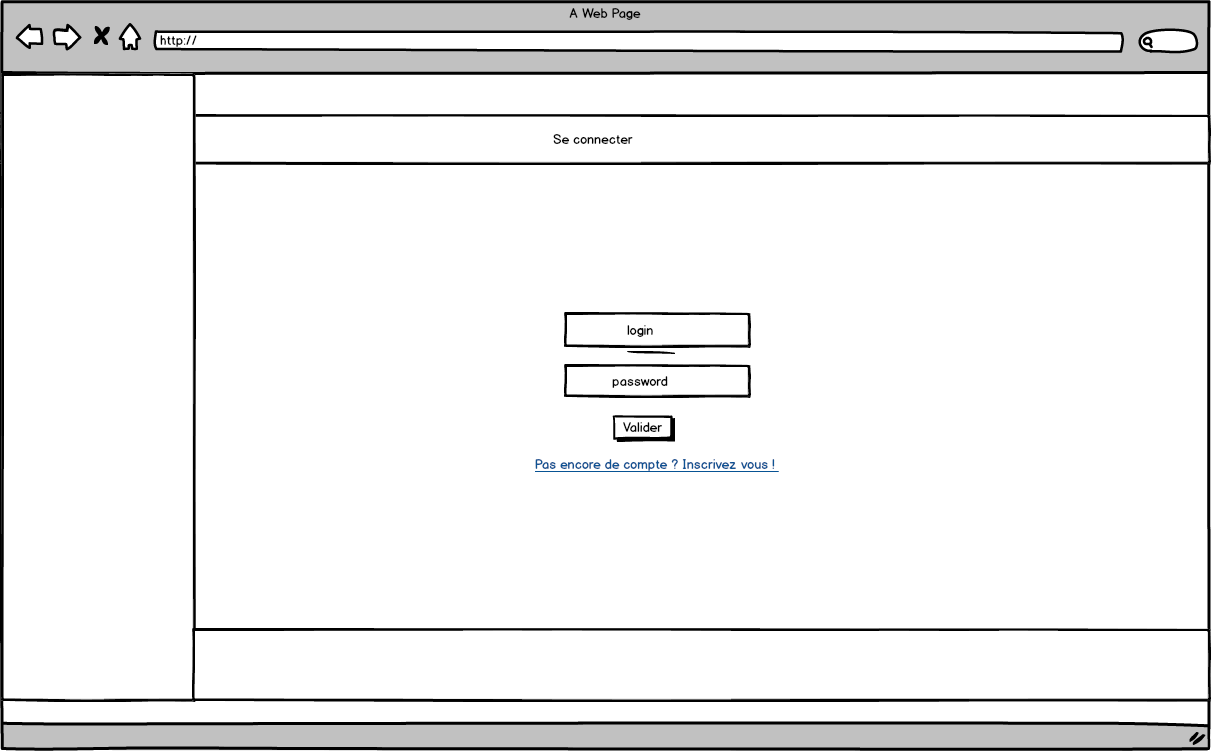 A Web Page
http://
Se connecter
login
password
Valider
Pas encore de compte ? Inscrivez vous !